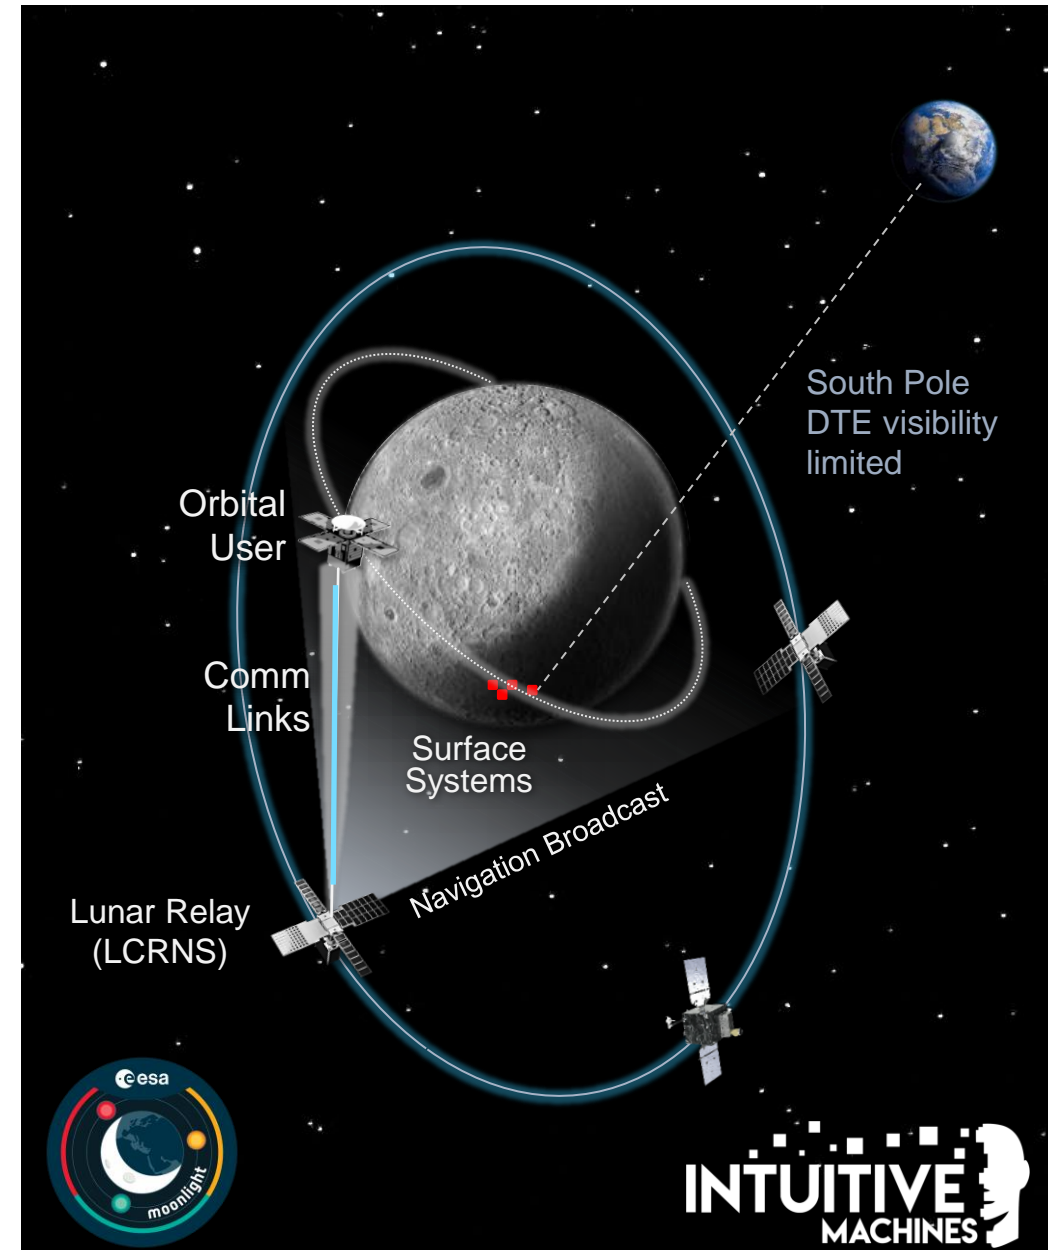 South Pole
DTE visibility
limited
Orbital
User
Comm
Links
Surface
Systems
Navigation Broadcast
Lunar Relay
(LCRNS)
esa
moonlight
INTUITIVE
MACHINES